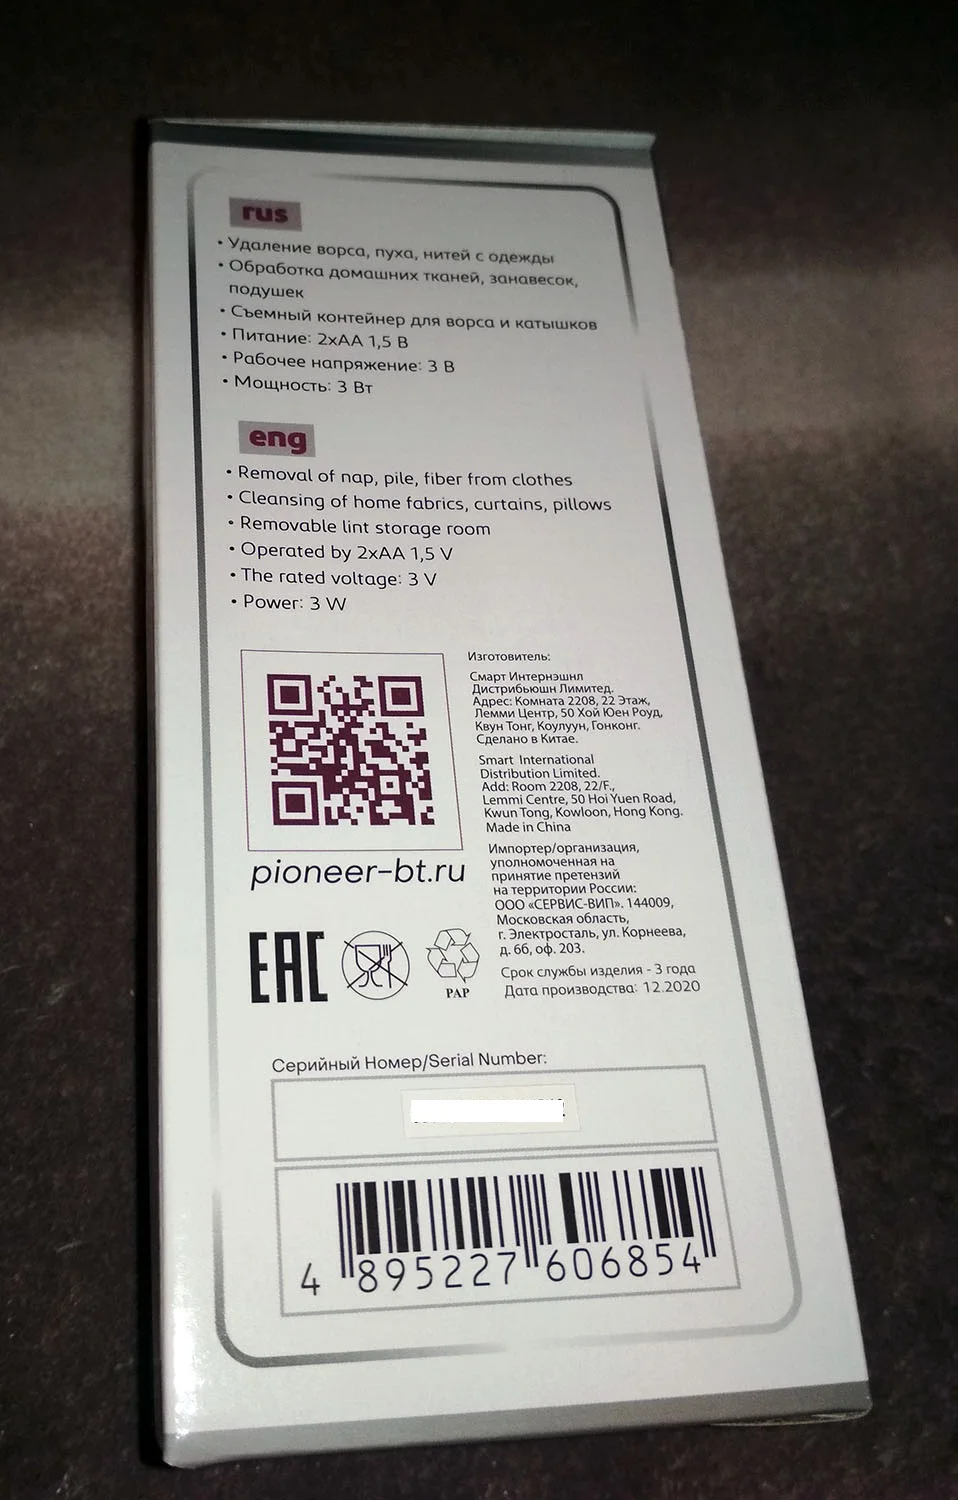 rus
• Удаление ворса, пуха, нитей с одежды
• Обработка домашних тканей, занавесок,
подушек
• Съемный контейнер для ворса и катышков
• Питание: 2xAA 1,5 В
• Рабочее напряжение: 3 В
• Мощность: 3 Вт
eng
• Removal of nap, pile, fiber from clothes
• Cleansing of home fabrics, curtains, pillows
• Removable lint storage room
• Operated by 2xAA 1,5 V
• The rated voltage: 3 V
• Power: 3 W
Изготовитель:
Смарт Интернэшнл
Дистрибьюшн Лимитед.
Адрес: Комната 2208, 22 Этаж,
Лемми Центр, 50 Хой Юен Роуд,
Квун Тонг, Коулуун, Гонконг.
Сделано в Китае.
Smart International
Distribution Limited.
Add: Room 2208, 22/F.,
Lemmi Centre, 50 Hoi Yuen Road,
Kwun Tong, Kowloon, Hong Kong.
Made in China
pioneer-bt.ru
Импортер/организация,
уполномоченная на
принятие претензий
на территории России:
ООО «СЕРВИС-ВИП». 144009,
Московская область,
г. Электросталь, ул. Корнеева,
д. 6б, оф. 203.
Срок службы изделия - 3 года
Дата производства: 12.2020
EAC
PAP
Серийный Номер/Serial Number:
4 895227 606854